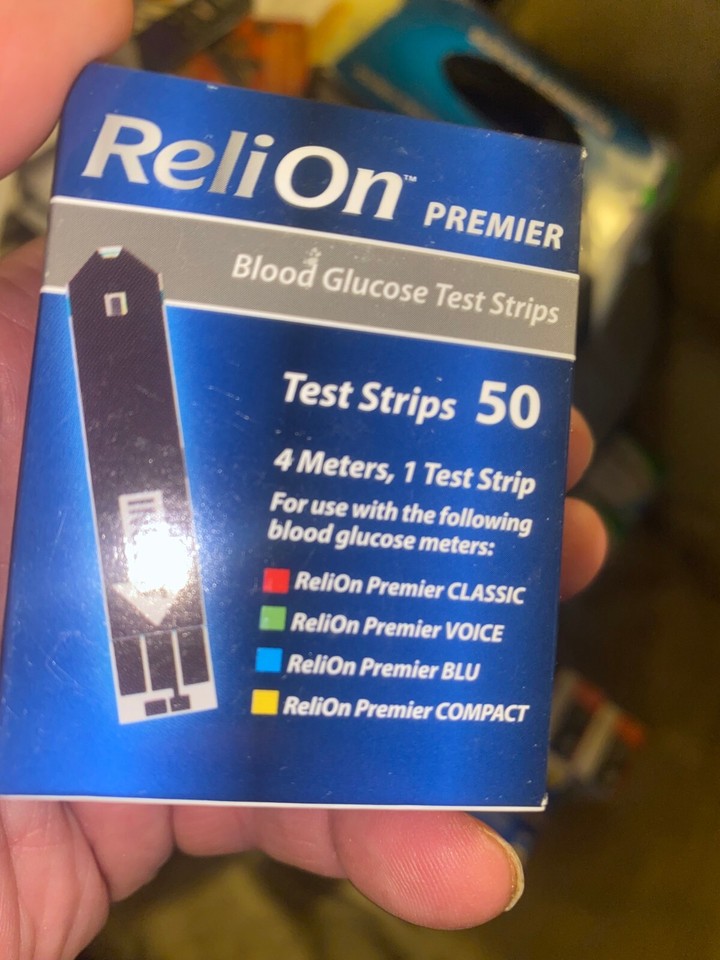 ReliOn™ PREMIER
Blood Glucose Test Strips
Test Strips 50
4 Meters, 1 Test Strip
For use with the following
blood glucose meters:
ReliOn Premier CLASSIC
ReliOn Premier VOICE
ReliOn Premier BLU
ReliOn Premier COMPACT